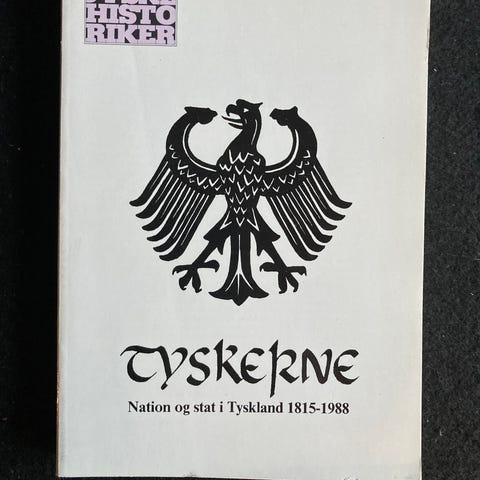 HISTO
RIKER
TYSKERNE
Nation og stat i Tyskland 1815-1988